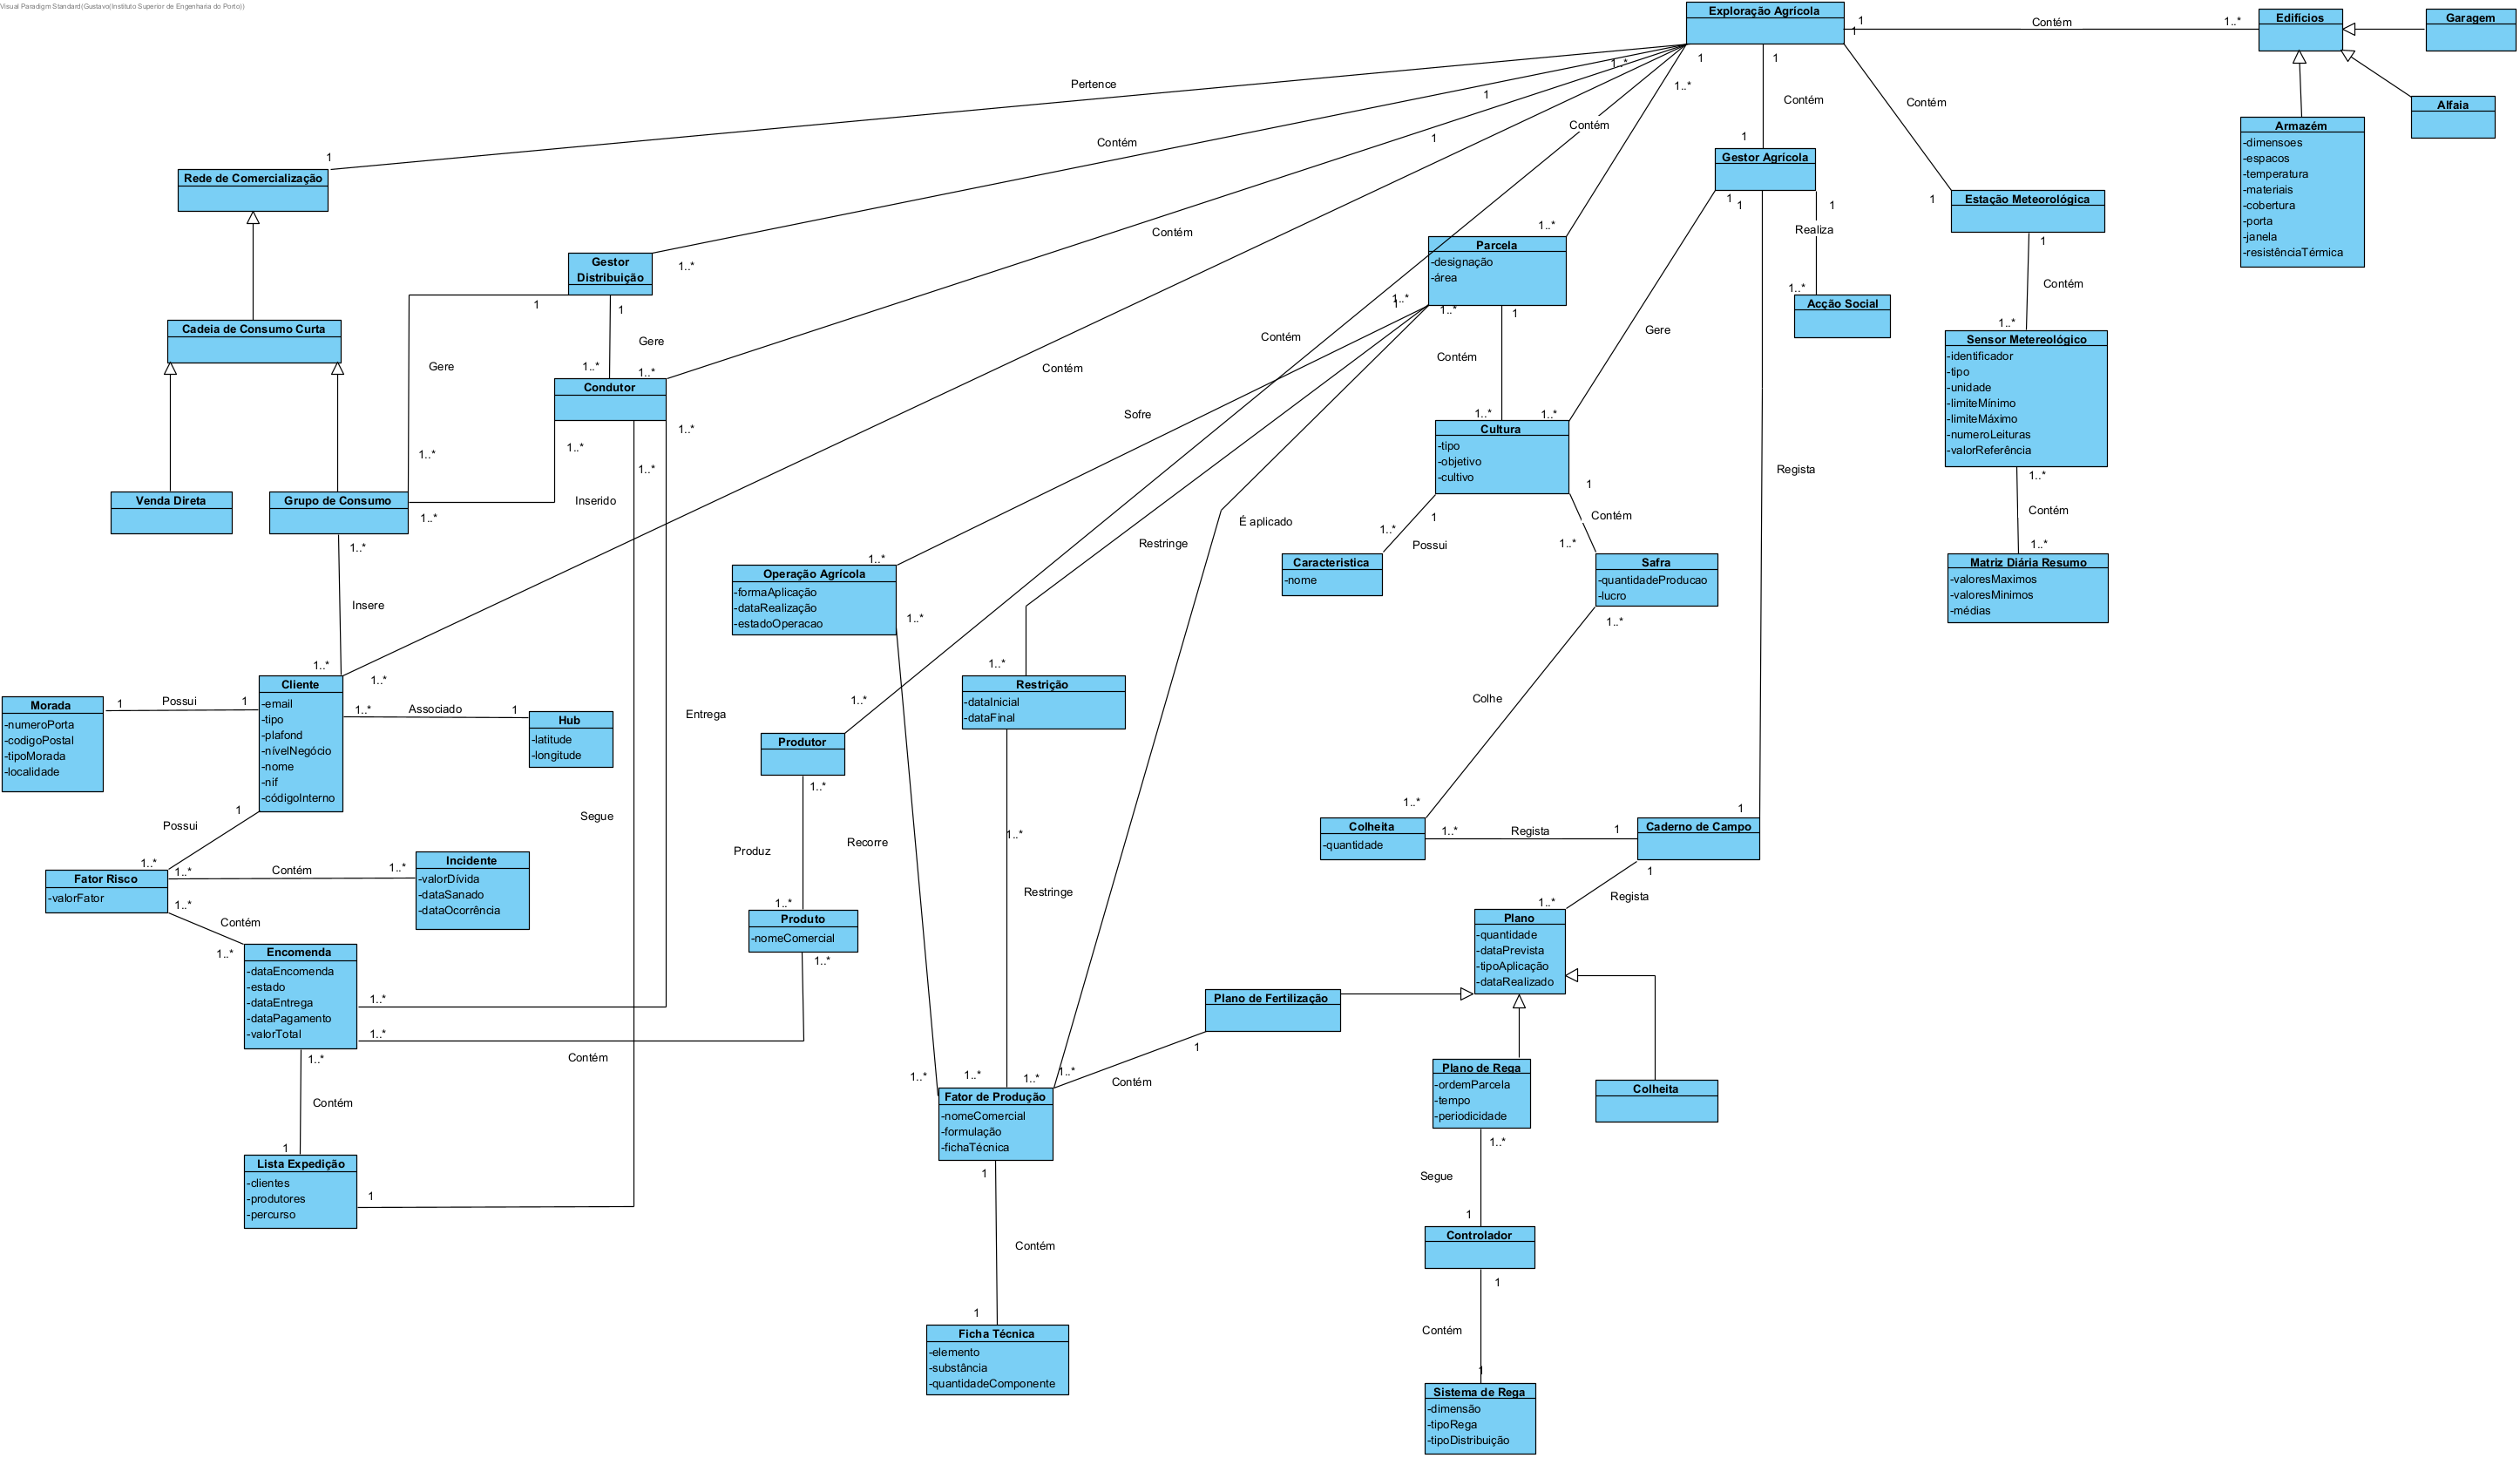 Visual Paradigm Standard(Gustavo(Instituto Superior de Engenharia do Porto))
Exploração Agrícola
1
1
Contém
1..*
Edifícios
Garagem
Alfaia
Armazém
-dimensoes
-espacos
-temperatura
-materiais
-cobertura
-porta
-janela
-resistênciaTérmica
1..*
1
1..*
1
Contém
1
Gestor Agrícola
Contém
1
Estação Meteorológica
1
Contém
1..*
Sensor Metereológico
-identificador
-tipo
-unidade
-limiteMínimo
-limiteMáximo
-numeroLeituras
-valorReferência
1..*
Contém
1..*
Matriz Diária Resumo
-valoresMaximos
-valoresMinimos
-médias
Pertence
1
Rede de Comercialização
Cadeia de Consumo Curta
Venda Direta
Grupo de Consumo
1
Contém
1..*
Gestor
Distribuição
1
1
Gere
1..*
Gere
1..*
1
Contém
1..*
Condutor
1..*
1..*
1..*
Inserido
1..*
Contém
Contém
1..*
Contém
1..*
Parcela
-designação
-área
1..*
1
1..*
1
Contém
1..*
1
1
1
Realiza
1..*
Acção Social
Gere
1..*
Cultura
-tipo
-objetivo
-cultivo
Regista
1
1..*
Possui
Caracteristica
-nome
1
Contém
1..*
Safra
-quantidadeProducao
-lucro
1..*
Colhe
1..*
Colheita
-quantidade
1..*
Regista
1
1
Caderno de Campo
1
Regista
1..*
Plano
-quantidade
-dataPrevista
-tipoAplicação
-dataRealizado
Sofre
1..*
Operação Agrícola
-formaAplicação
-dataRealização
-estadoOperacao
1..*
Restringe
É aplicado
1..*
Restrição
-dataInicial
-dataFinal
1..*
Restringe
1..*
Insere
1..*
1..*
Cliente
-email
-tipo
-plafond
-nívelNegócio
-nome
-nif
-códigoInterno
Morada
-numeroPorta
-codigoPostal
-tipoMorada
-localidade
1
Possui
1
1..*
Associado
1
Hub
-latitude
-longitude
1
Possui
1..*
Fator Risco
-valorFator
1..*
Contém
1..*
Incidente
-valorDívida
-dataSanado
-dataOcorrência
1..*
Contém
1..*
Encomenda
-dataEncomenda
-estado
-dataEntrega
-dataPagamento
-valorTotal
1..*
1..*
Entrega
Segue
Contém
1..*
Contém
1
Lista Expedição
-clientes
-produtores
-percurso
1
1..*
Produtor
1..*
Produz
1..*
Produto
-nomeComercial
1..*
Recorre
1..*
1..*
1..*
1..*
Fator de Produção
-nomeComercial
-formulação
-fichaTécnica
Plano de Fertilização
1
Contém
1
Contém
1
Ficha Técnica
-elemento
-substância
-quantidadeComponente
Plano de Rega
-ordemParcela
-tempo
-periodicidade
Colheita
1..*
Segue
1
Controlador
1
Contém
1
Sistema de Rega
-dimensão
-tipoRega
-tipoDistribuição